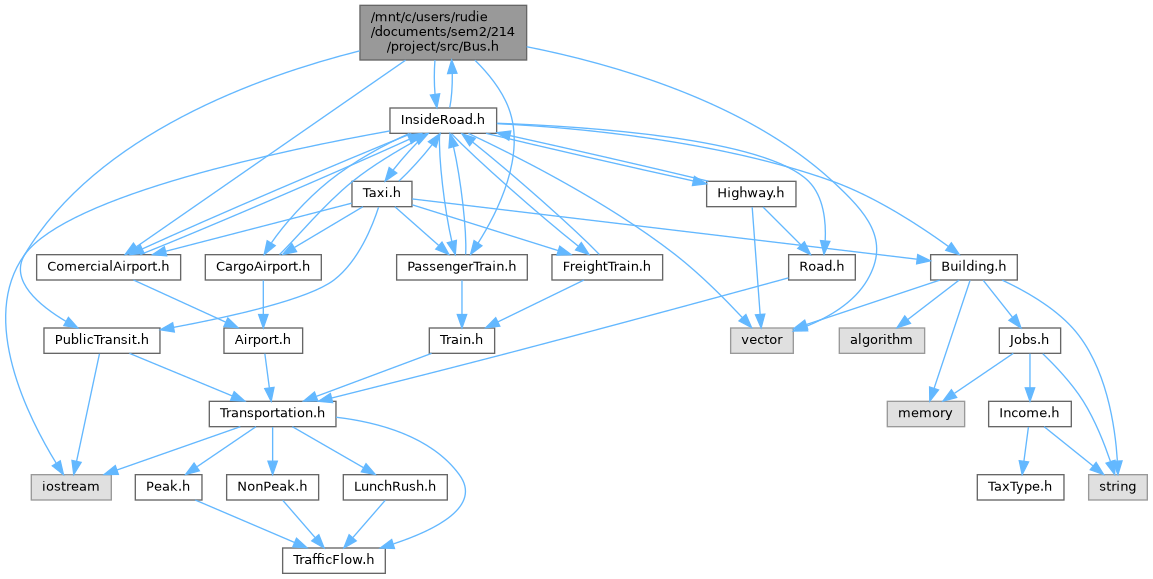 /mnt/c/users/rudie
/documents/sem2/214
/project/src/Bus.h
InsideRoad.h
Taxi.h
Highway.h
ComercialAirport.h
CargoAirport.h
PassengerTrain.h
FreightTrain.h
Road.h
Building.h
PublicTransit.h
Airport.h
Train.h
vector
algorithm
Jobs.h
Transportation.h
memory
Income.h
iostream
Peak.h
NonPeak.h
LunchRush.h
TaxType.h
string
TrafficFlow.h